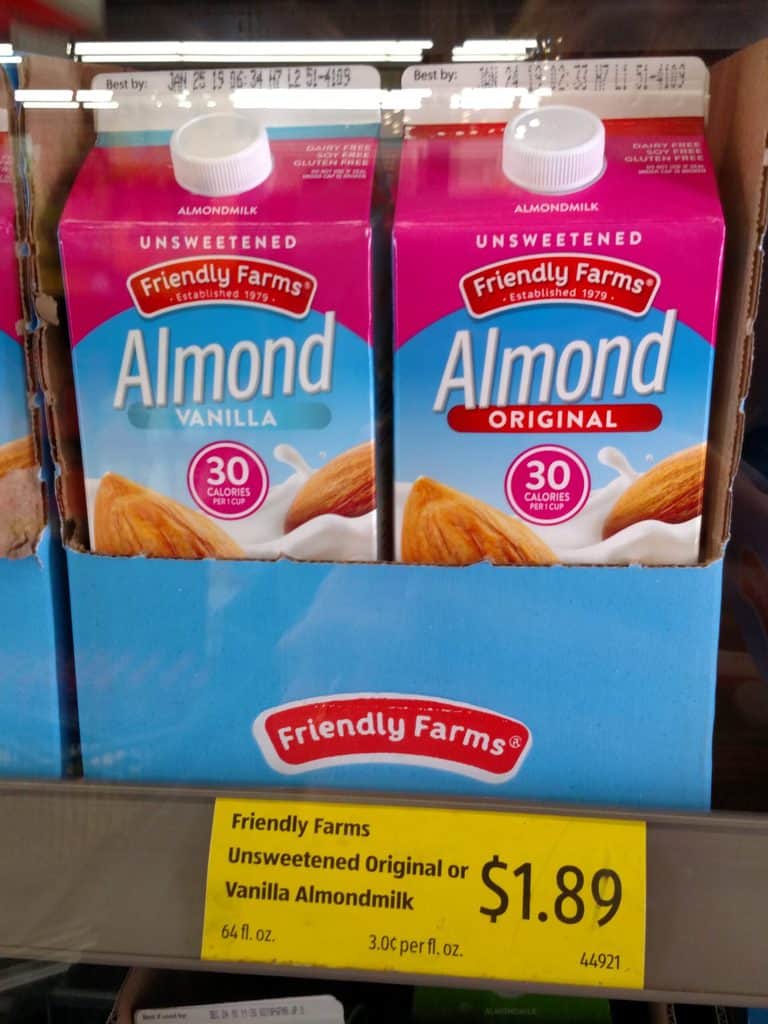 Best by: JAN 25 19 06:34 H7 L2 51-4109
DAIRY FREE
SOY FREE
GLUTEN FREE
ALMONDMILK
UNSWEETENED
Friendly Farms®
· Established 1979 ·
Almond
VANILLA
30
CALORIES
PER 1 CUP
Best by: JAN 24 19 02:33 H7 L1 51-4109
DAIRY FREE
SOY FREE
GLUTEN FREE
ALMONDMILK
UNSWEETENED
Friendly Farms®
· Established 1979 ·
Almond
ORIGINAL
30
CALORIES
PER 1 CUP
Friendly Farms®
Friendly Farms
Unsweetened Original or
Vanilla Almondmilk
$1.89
64 fl. oz.
3.0¢ per fl. oz.
44921
ALMONDMILK